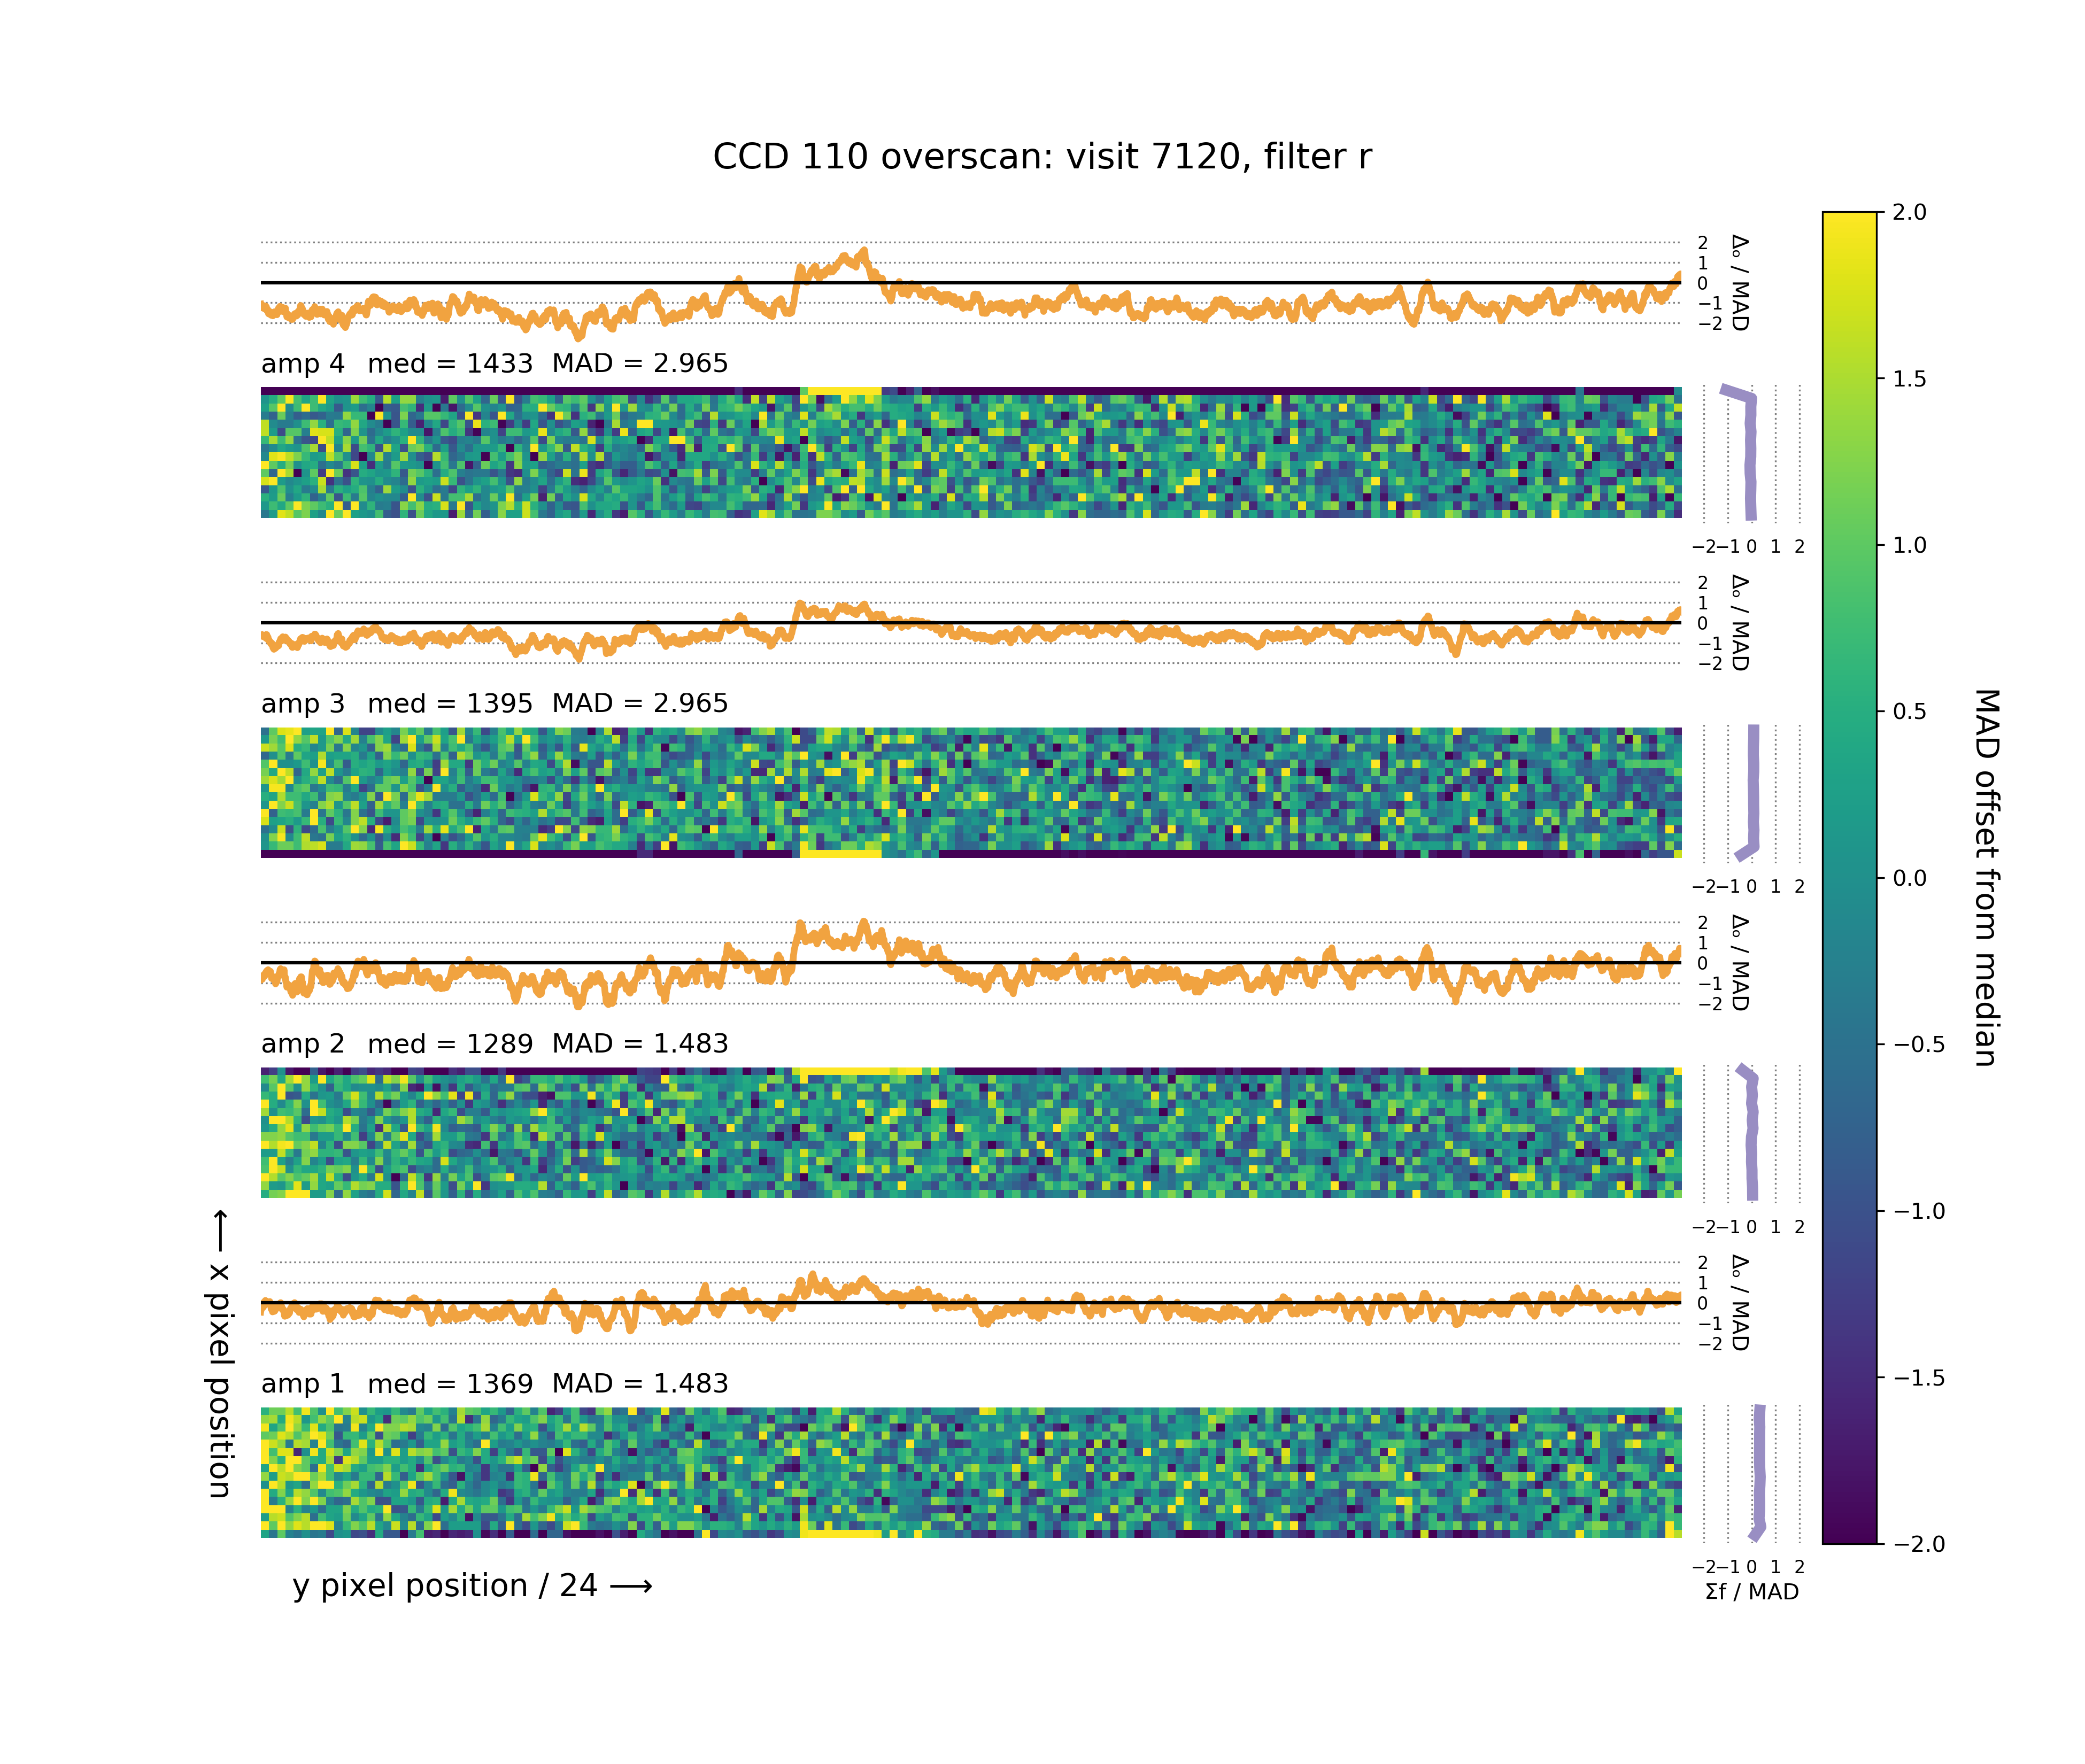 CCD 110 overscan: visit 7120, filter r
2
1
0
−1
−2
Δₒ / MAD
amp 4 med = 1433 MAD = 2.965
−2 −1 0 1 2
2
1
0
−1
−2
Δₒ / MAD
amp 3 med = 1395 MAD = 2.965
−2 −1 0 1 2
2
1
0
−1
−2
Δₒ / MAD
amp 2 med = 1289 MAD = 1.483
−2 −1 0 1 2
2
1
0
−1
−2
Δₒ / MAD
amp 1 med = 1369 MAD = 1.483
−2 −1 0 1 2
Σf / MAD
⟵ x pixel position
y pixel position / 24 ⟶
2.0
1.5
1.0
0.5
0.0
−0.5
−1.0
−1.5
−2.0
MAD offset from median